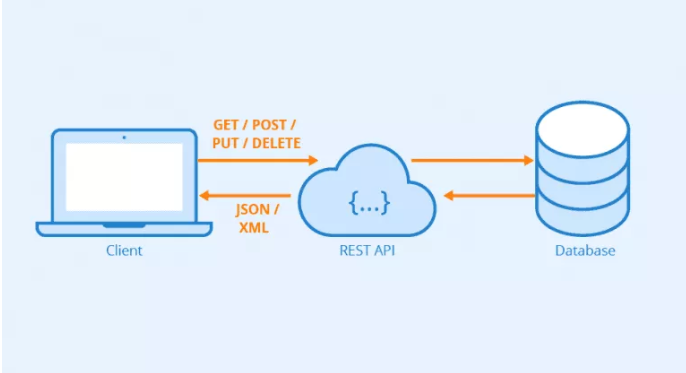 GET / POST /
PUT / DELETE
{...}
JSON /
XML
Client
REST API
Database